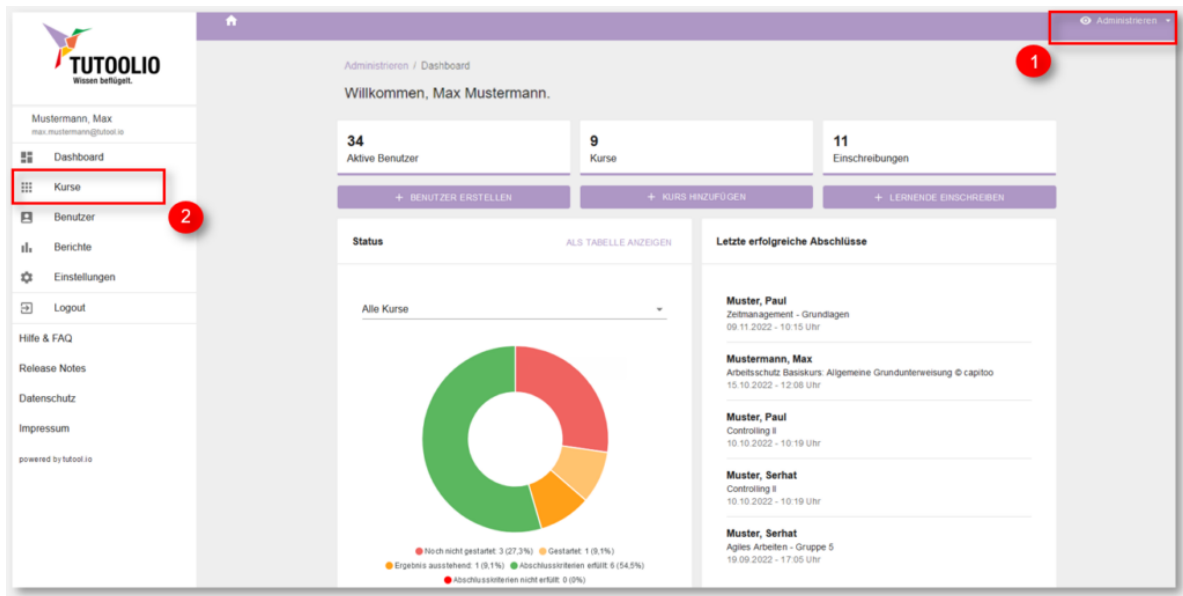 TUTOOLIO
Wissen beflügelt.
Mustermann, Max
max.mustermann@tutool.io
Dashboard
Kurse
2
Benutzer
Berichte
Einstellungen
Logout
Hilfe & FAQ
Release Notes
Datenschutz
Impressum
powered by tutool.io
Administrieren
1
Administrieren / Dashboard
Willkommen, Max Mustermann.
34
Aktive Benutzer
9
Kurse
11
Einschreibungen
+ BENUTZER ERSTELLEN
+ KURS HINZUFÜGEN
+ LERNENDE EINSCHREIBEN
Status
ALS TABELLE ANZEIGEN
Alle Kurse
Noch nicht gestartet: 3 (27,3%) Gestartet: 1 (9,1%)
Ergebnis ausstehend: 1 (9,1%) Abschlusskriterien erfüllt: 6 (54,5%)
Abschlusskriterien nicht erfüllt: 0 (0%)
Letzte erfolgreiche Abschlüsse
Muster, Paul
Zeitmanagement - Grundlagen
09.11.2022 - 10:15 Uhr
Mustermann, Max
Arbeitsschutz Basiskurs: Allgemeine Grundunterweisung © capitoo
15.10.2022 - 12:08 Uhr
Muster, Paul
Controlling II
10.10.2022 - 10:19 Uhr
Muster, Serhat
Controlling II
10.10.2022 - 10:19 Uhr
Muster, Serhat
Agiles Arbeiten - Gruppe 5
19.09.2022 - 17:05 Uhr